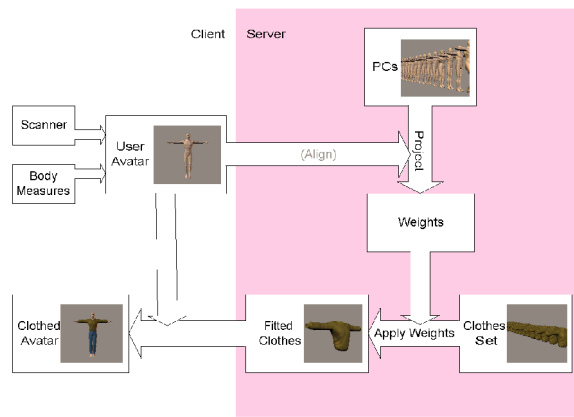 Client Server
PCs
Scanner
User
Avatar
(Align)
Project
Body
Measures
Weights
Clothed
Avatar
Fitted
Clothes
Apply Weights
Clothes
Set